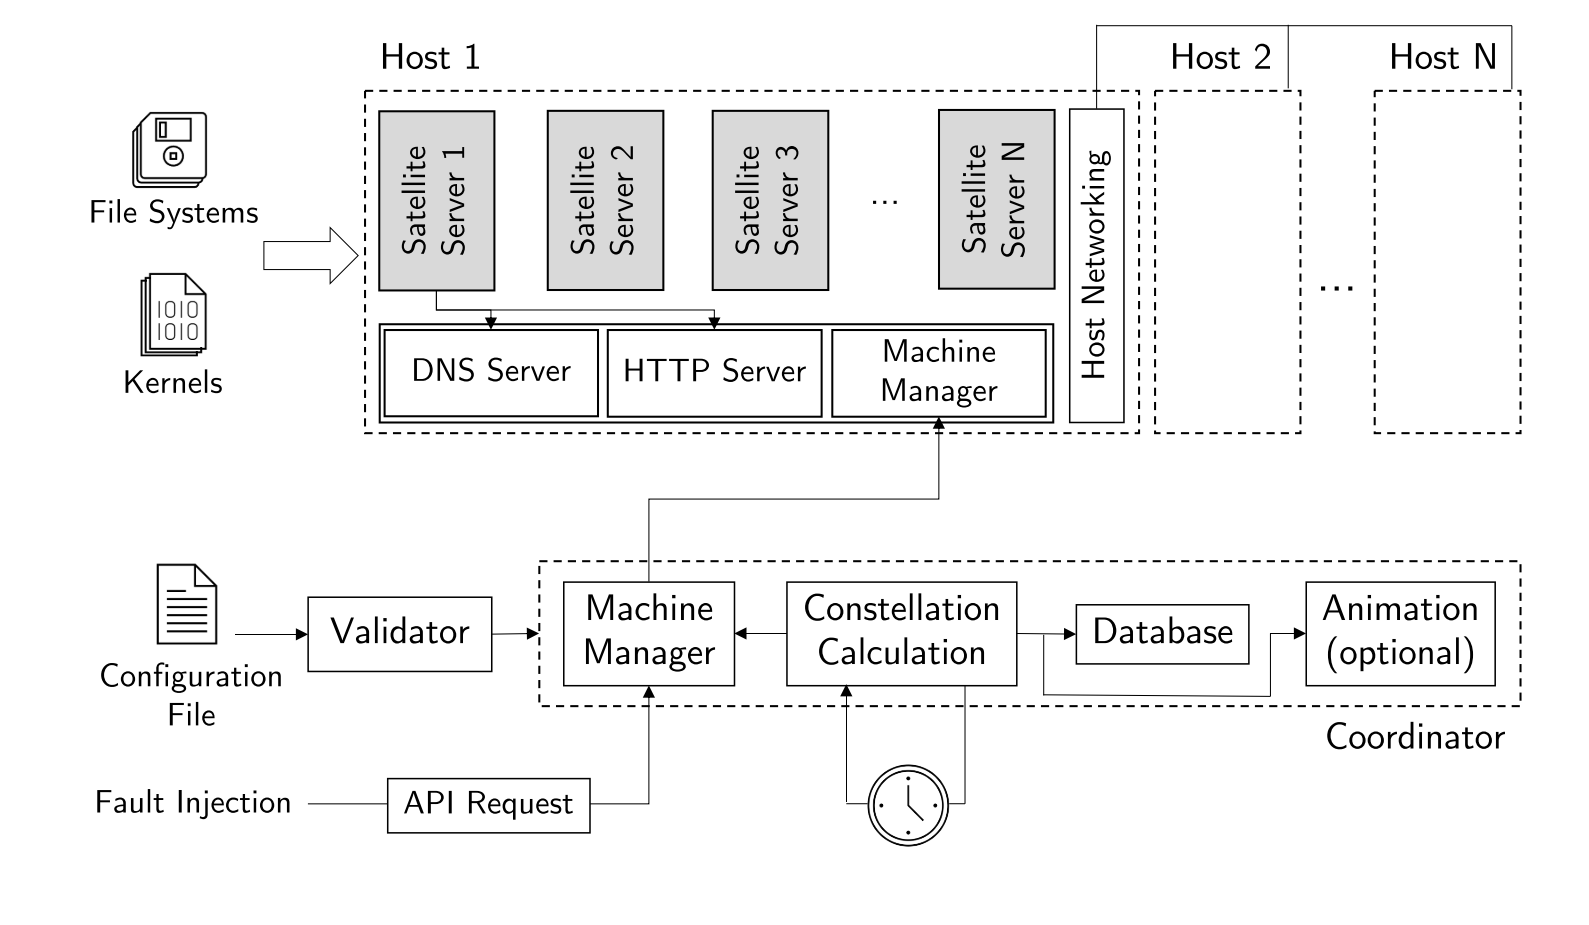 Host 1
Host 2
Host N
File Systems
Kernels
Satellite
Server 1
Satellite
Server 2
Satellite
Server 3
...
Satellite
Server N
Host Networking
...
DNS Server
HTTP Server
Machine
Manager
Configuration
File
Validator
Machine
Manager
Constellation
Calculation
Database
Animation
(optional)
Coordinator
Fault Injection
API Request
IOIO
IOIO